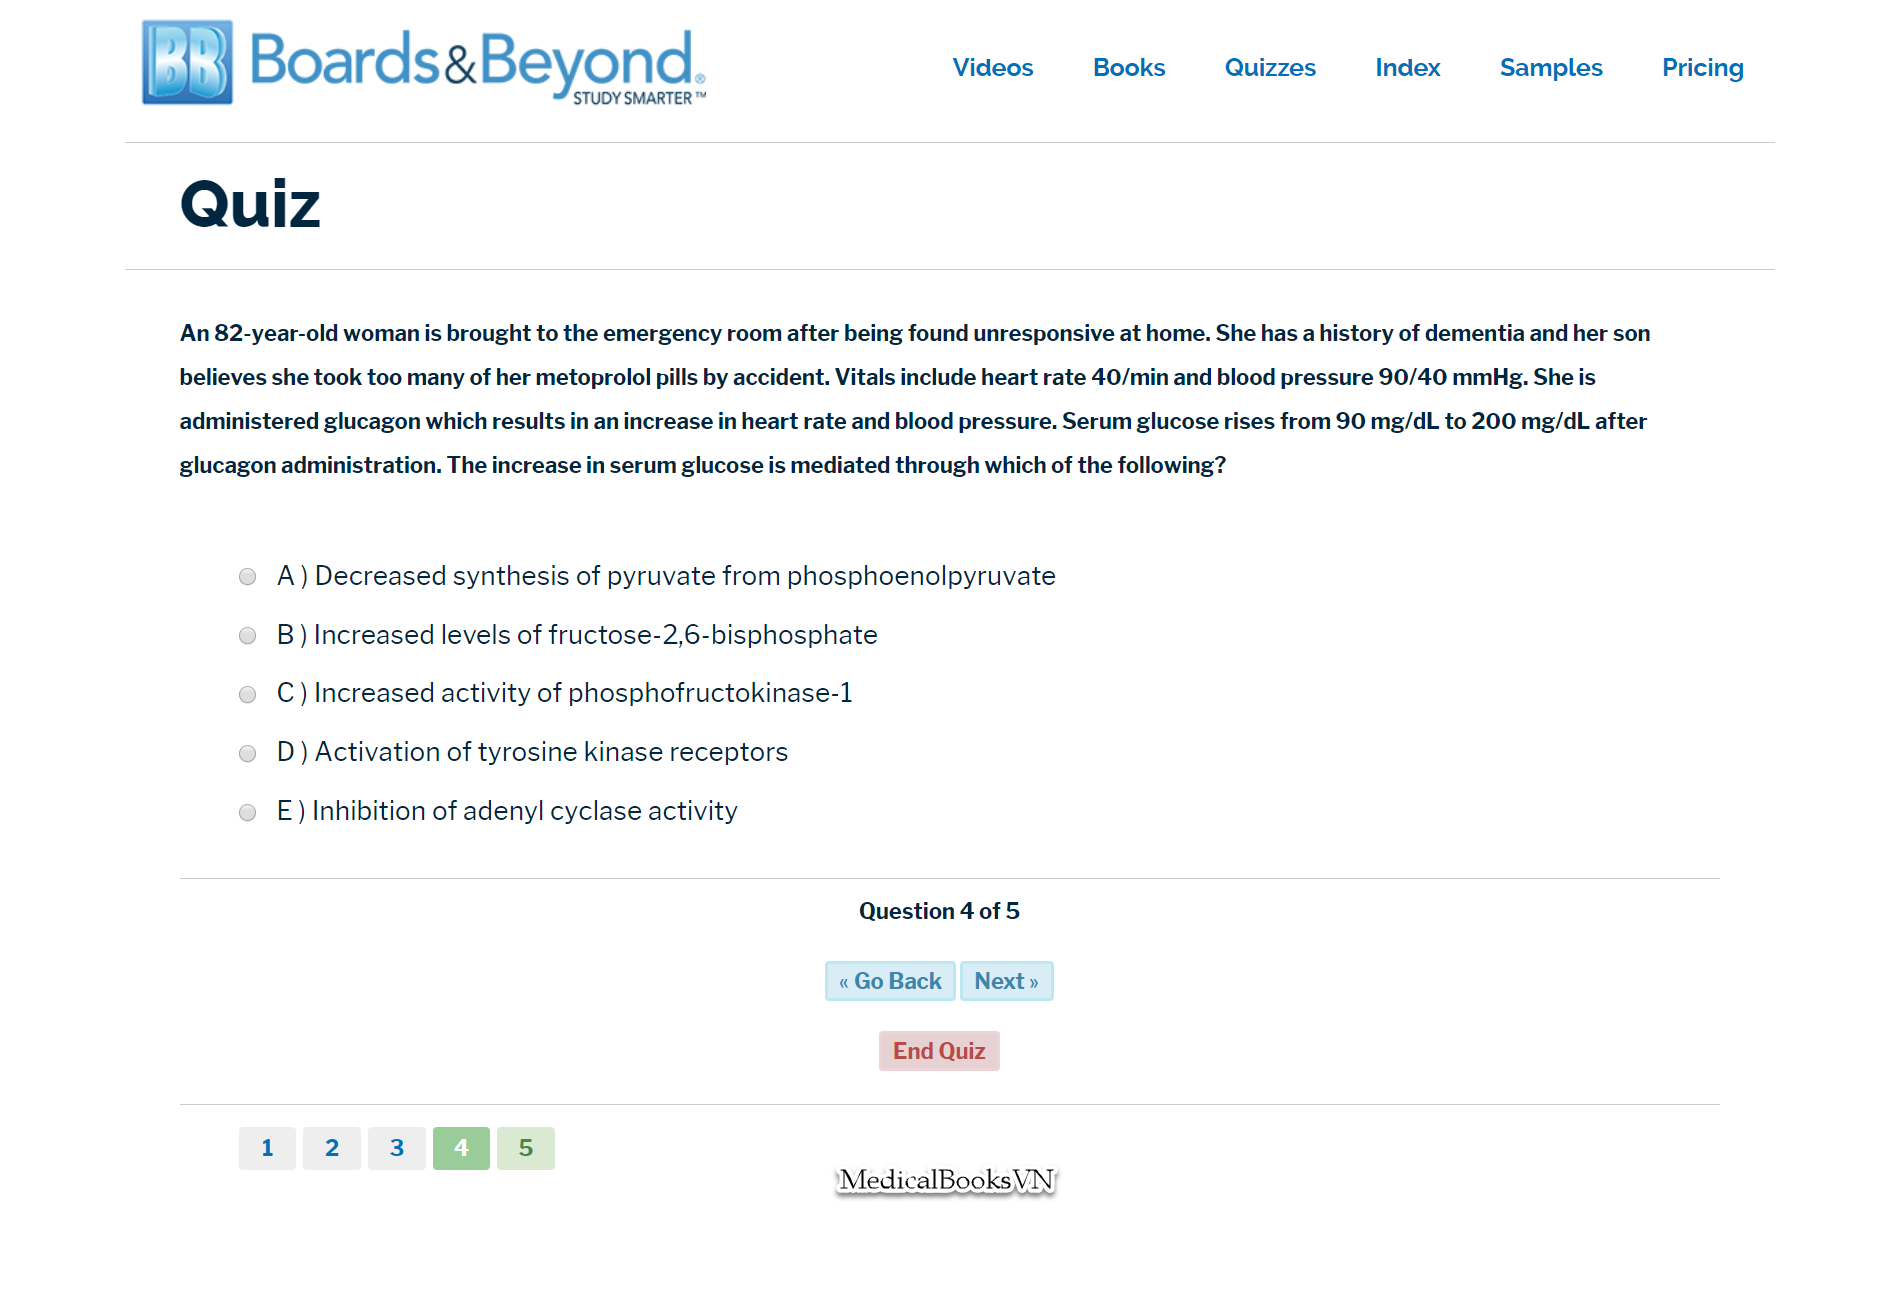 BB Boards&Beyond®
STUDY SMARTER™
Videos Books Quizzes Index Samples Pricing
Quiz
An 82-year-old woman is brought to the emergency room after being found unresponsive at home. She has a history of dementia and her son
believes she took too many of her metoprolol pills by accident. Vitals include heart rate 40/min and blood pressure 90/40 mmHg. She is
administered glucagon which results in an increase in heart rate and blood pressure. Serum glucose rises from 90 mg/dL to 200 mg/dL after
glucagon administration. The increase in serum glucose is mediated through which of the following?
A ) Decreased synthesis of pyruvate from phosphoenolpyruvate
B ) Increased levels of fructose-2,6-bisphosphate
C ) Increased activity of phosphofructokinase-1
D ) Activation of tyrosine kinase receptors
E ) Inhibition of adenyl cyclase activity
Question 4 of 5
« Go Back Next »
End Quiz
1 2 3 4 5
MedicalBooksVN